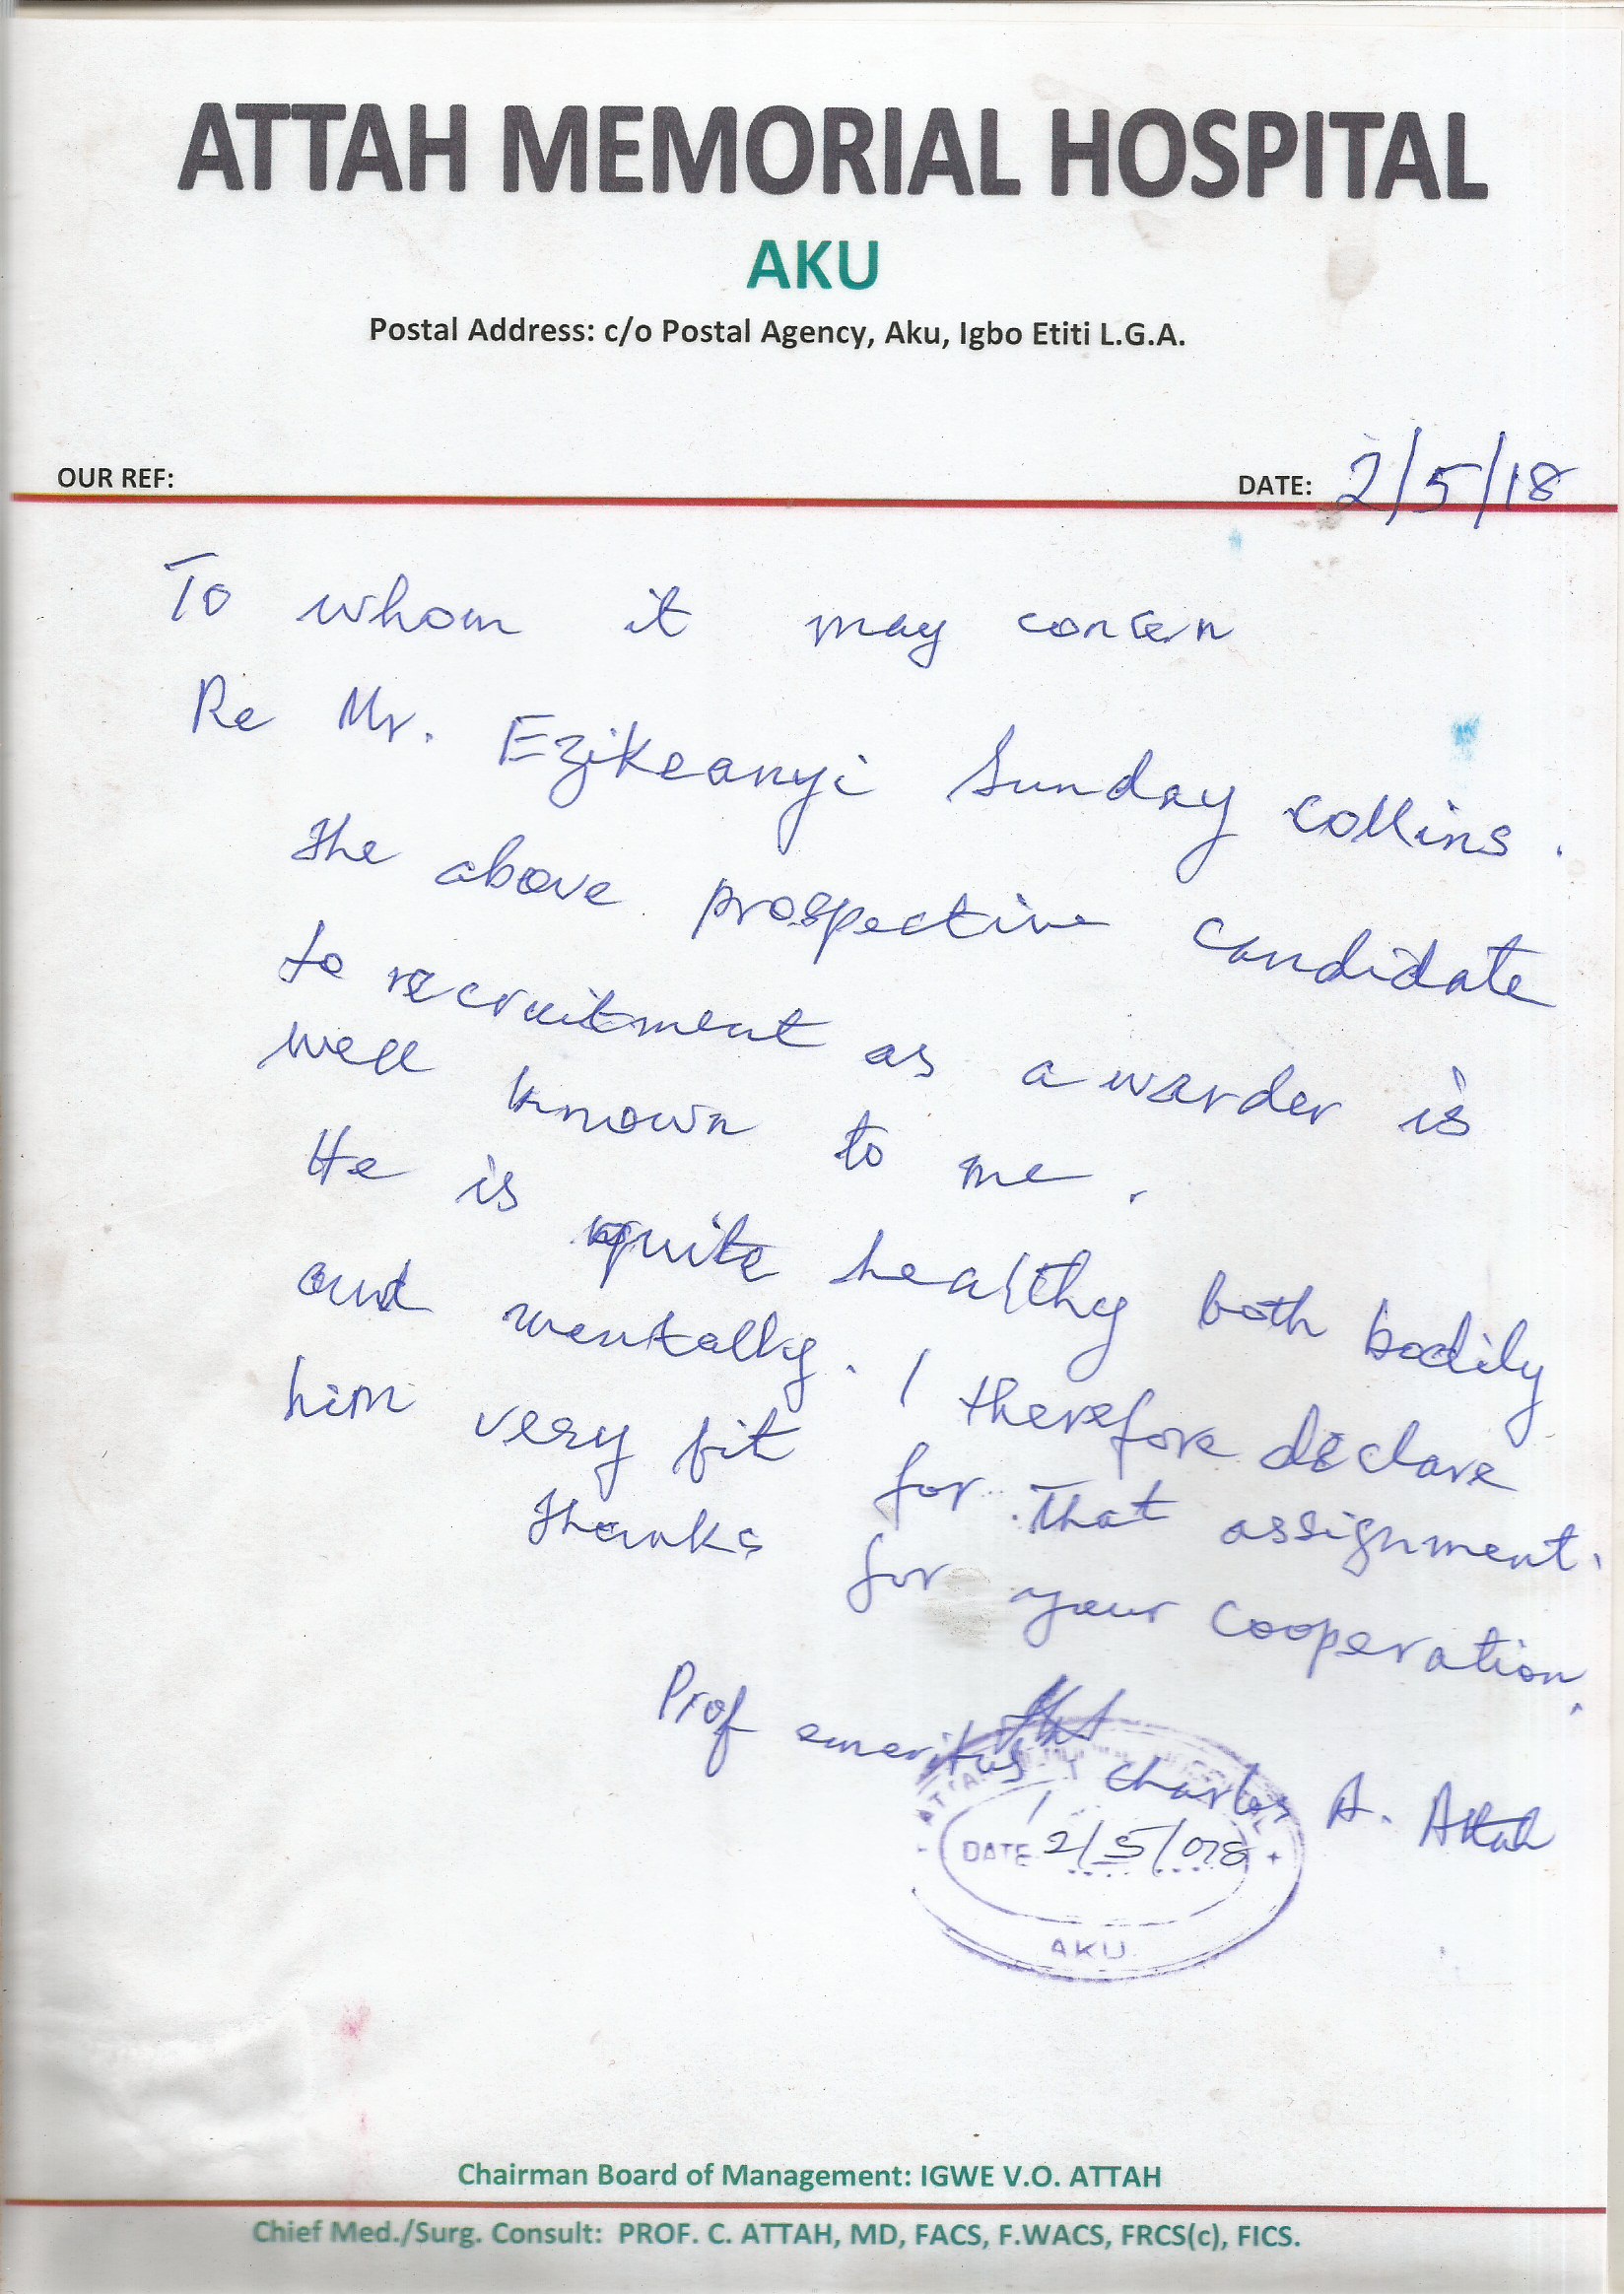 ATTAH MEMORIAL HOSPITAL
AKU
Postal Address: c/o Postal Agency, Aku, Igbo Etiti L.G.A.
OUR REF: DATE: 2/5/18
To whom it may concern
Re Mr. Ezikeanyi Sunday collins.
The above prospective candidate
to recruitment as a warder is
well known to me.
He is quite healthy both bodily
and mentally. I therefore declare
him very fit for that assignment.
Thanks for your cooperation.
Prof emeritus Charles A. Attah
ATTAH
DATE 2/5/018
AKU
Chairman Board of Management: IGWE V.O. ATTAH
Chief Med./Surg. Consult: PROF. C. ATTAH, MD, FACS, F.WACS, FRCS(c), FICS.